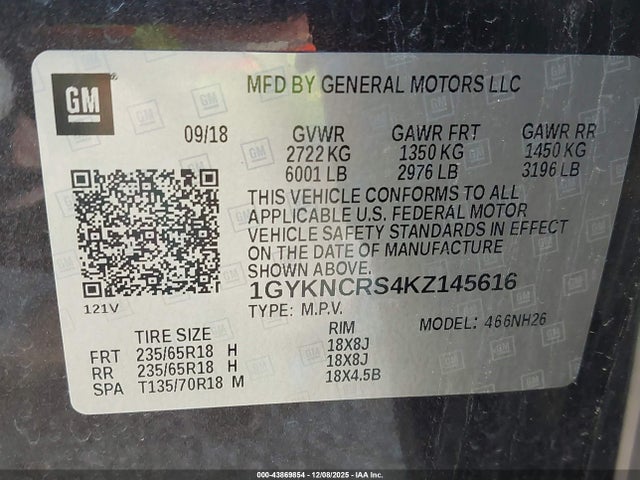 GM
MFD BY GENERAL MOTORS LLC
09/18 GVWR GAWR FRT GAWR RR
2722 KG 1350 KG 1450 KG
6001 LB 2976 LB 3196 LB
THIS VEHICLE CONFORMS TO ALL
APPLICABLE U.S. FEDERAL MOTOR
VEHICLE SAFETY STANDARDS IN EFFECT
ON THE DATE OF MANUFACTURE
SHOWN ABOVE.
1GYKNCRS4KZ145616
121V
TYPE: M.P.V. MODEL: 466NH26
TIRE SIZE RIM
FRT 235/65R18 H 18X8J
RR 235/65R18 H 18X8J
SPA T135/70R18 M 18X4.5B
000-43869854 | 12/08/2025 | IAA Inc.